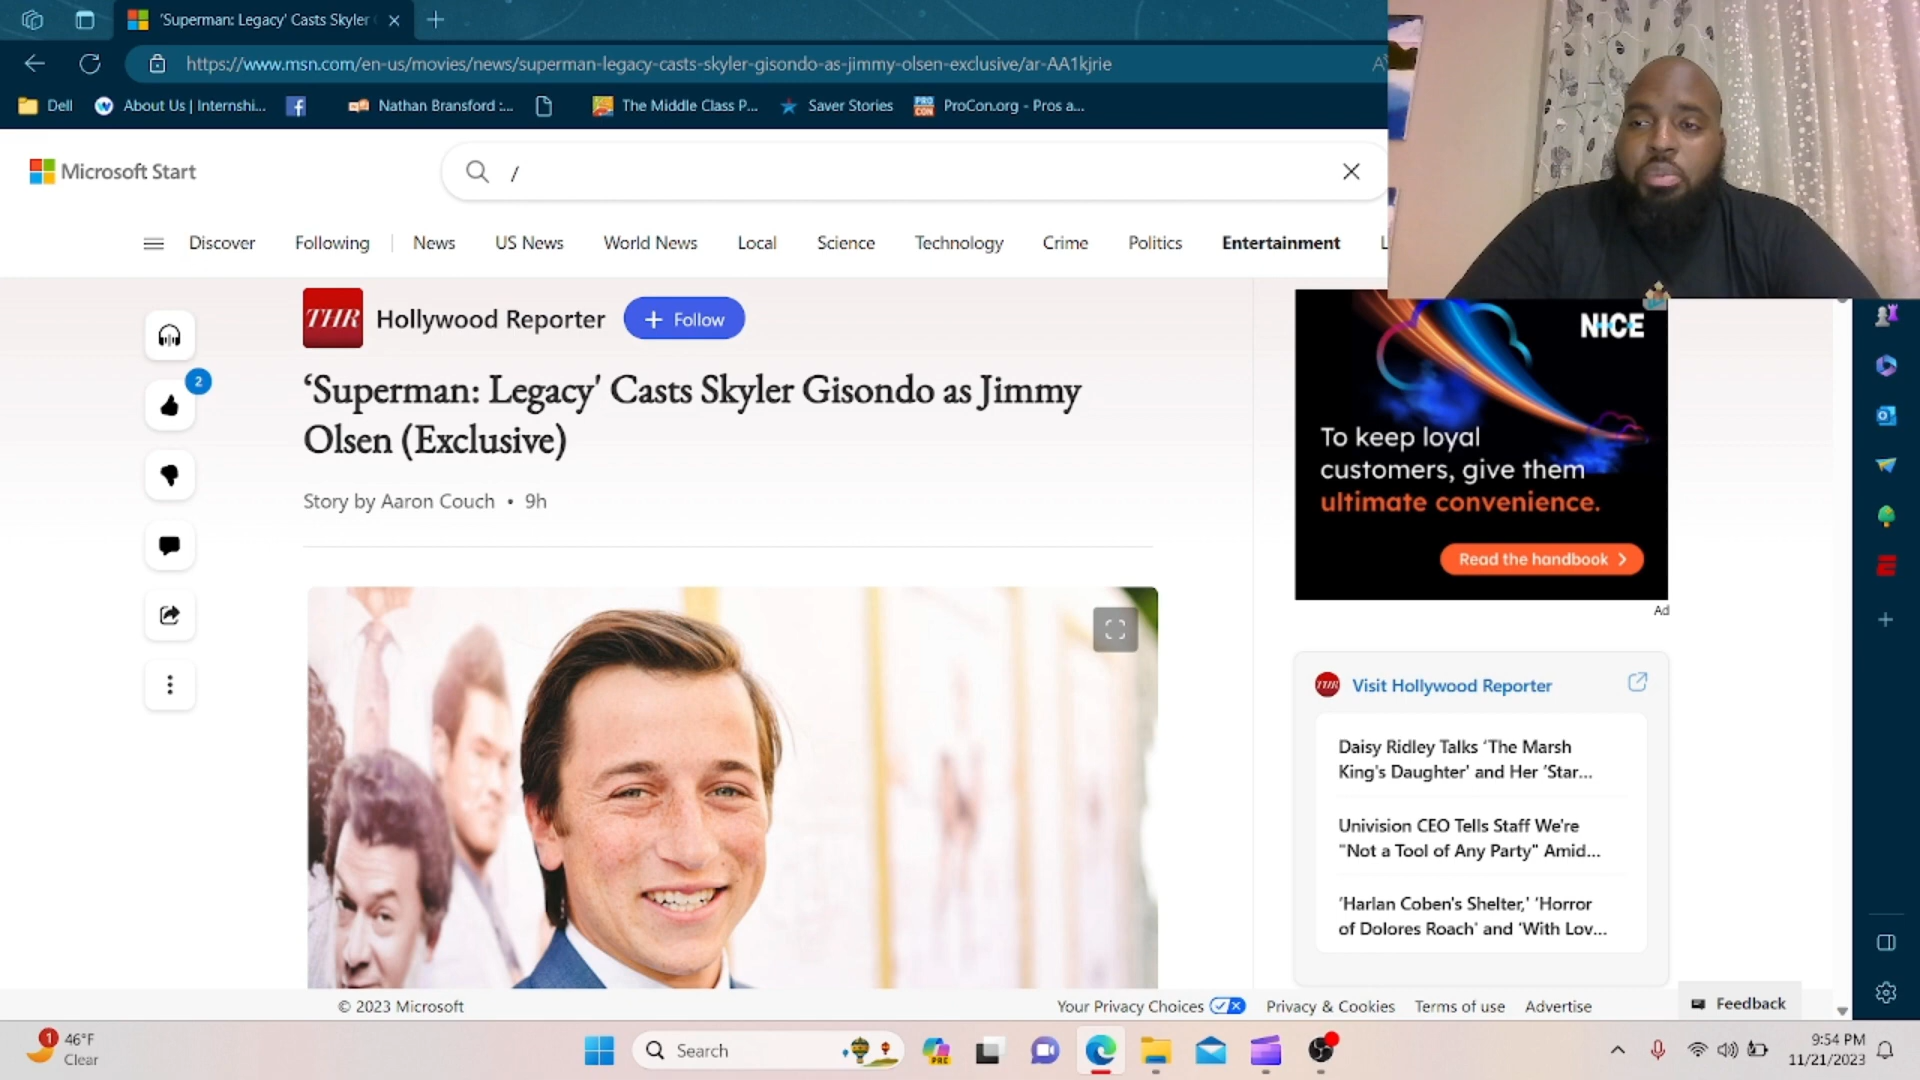 'Superman: Legacy' Casts Skyler
https://www.msn.com/en-us/movies/news/superman-legacy-casts-skyler-gisondo-as-jimmy-olsen-exclusive/ar-AA1kjrie
Dell
About Us | Internshi...
Nathan Bransford :...
The Middle Class P...
Saver Stories
ProCon.org - Pros a...
Microsoft Start
/
Discover
Following
News
US News
World News
Local
Science
Technology
Crime
Politics
Entertainment
THR
Hollywood Reporter
+ Follow
2
‘Superman: Legacy' Casts Skyler Gisondo as Jimmy
Olsen (Exclusive)
Story by Aaron Couch • 9h
NICE
To keep loyal
customers, give them
ultimate convenience.
Read the handbook
Ad
THR
Visit Hollywood Reporter
Daisy Ridley Talks ‘The Marsh
King's Daughter’ and Her ‘Star...
Univision CEO Tells Staff We're
"Not a Tool of Any Party" Amid...
‘Harlan Coben's Shelter,’ ‘Horror
of Dolores Roach’ and ‘With Lov...
© 2023 Microsoft
Your Privacy Choices
Privacy & Cookies
Terms of use
Advertise
Feedback
1
46°F
Clear
Search
PRE
9:54 PM
11/21/2023